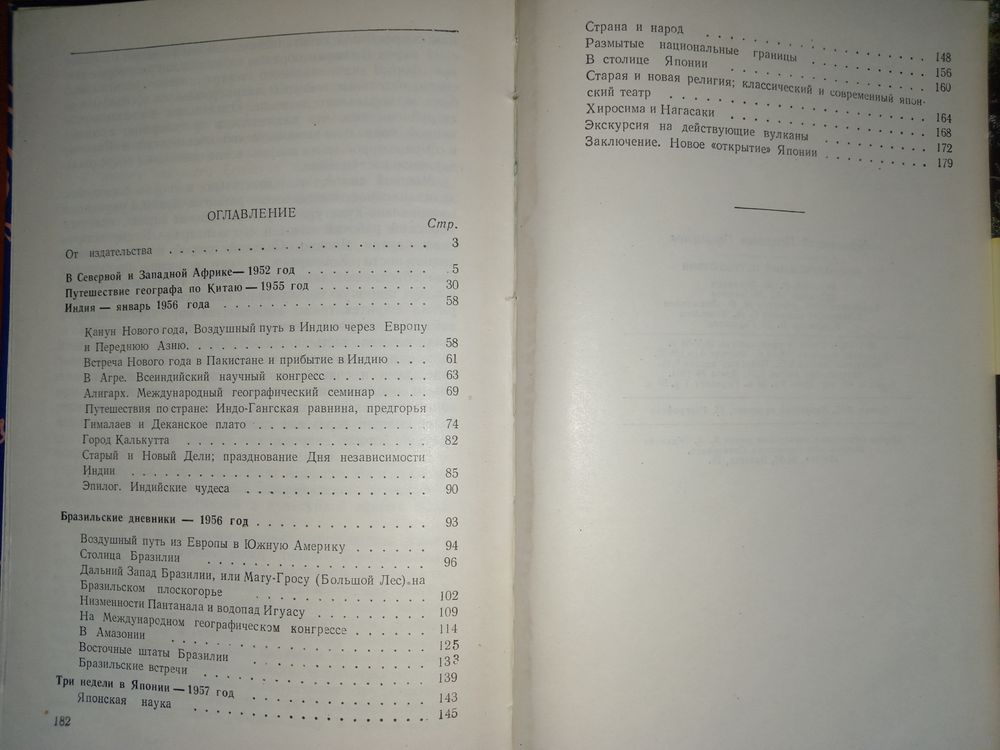 ОГЛАВЛЕНИЕ
Стр.
От издательства . . . . . . . . . . . . . . . . . 3
В Северной и Западной Африке — 1952 год . . . . . . . . . 5
Путешествие географа по Китаю — 1955 год . . . . . . . . 30
Индия — январь 1956 года . . . . . . . . . . . . . . 58
Канун Нового года, Воздушный путь в Индию через Европу
и Переднюю Азию. . . . . . . . . . . . . . . . . 58
Встреча Нового года в Пакистане и прибытие в Индию . . . 61
В Агре. Всеиндийский научный конгресс . . . . . . . . 63
Алигарх. Международный географический семинар . . . . 69
Путешествия по стране: Индо-Гангская равнина, предгорья
Гималаев и Деканское плато . . . . . . . . . . . . 74
Город Калькутта . . . . . . . . . . . . . . . . . 82
Старый и Новый Дели; празднование Дня независимости
Индии . . . . . . . . . . . . . . . . . . . . 85
Эпилог. Индийские чудеса . . . . . . . . . . . . . 90
Бразильские дневники — 1956 год . . . . . . . . . . . . . 93
Воздушный путь из Европы в Южную Америку . . . . . . 94
Столица Бразилии . . . . . . . . . . . . . . . 96
Дальний Запад Бразилии, или Мату-Гросу (Большой Лес) на
Бразильском плоскогорье . . . . . . . . . . . . 102
Низменности Пантанала и водопад Игуасу . . . . . . . . 109
На Международном географическом конгрессе . . . . . . 114
В Амазонии . . . . . . . . . . . . . . . . . 125
Восточные штаты Бразилии . . . . . . . . . . . . 133
Бразильские встречи . . . . . . . . . . . . . . . 139
Три недели в Японии — 1957 год . . . . . . . . . . . . . 143
Японская наука . . . . . . . . . . . . . . . . 145
182
Страна и народ . . . . . . . . . . . . . . . . 148
Размытые национальные границы . . . . . . . . . . 156
В столице Японии . . . . . . . . . . . . . . . 160
Старая и новая религия; классический и современный япон-
ский театр . . . . . . . . . . . . . . . . . . 164
Хиросима и Нагасаки . . . . . . . . . . . . . . 168
Экскурсия на действующие вулканы . . . . . . . . . 172
Заключение. Новое «открытие» Японии . . . . . . . . . 179